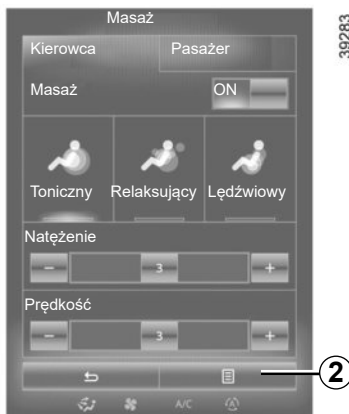 Masaż
39283
Kierowca Pasażer
Masaż ON
Toniczny Relaksujący Lędźwiowy
Natężenie
- 3 +
Prędkość
- 3 +
2
A/C A